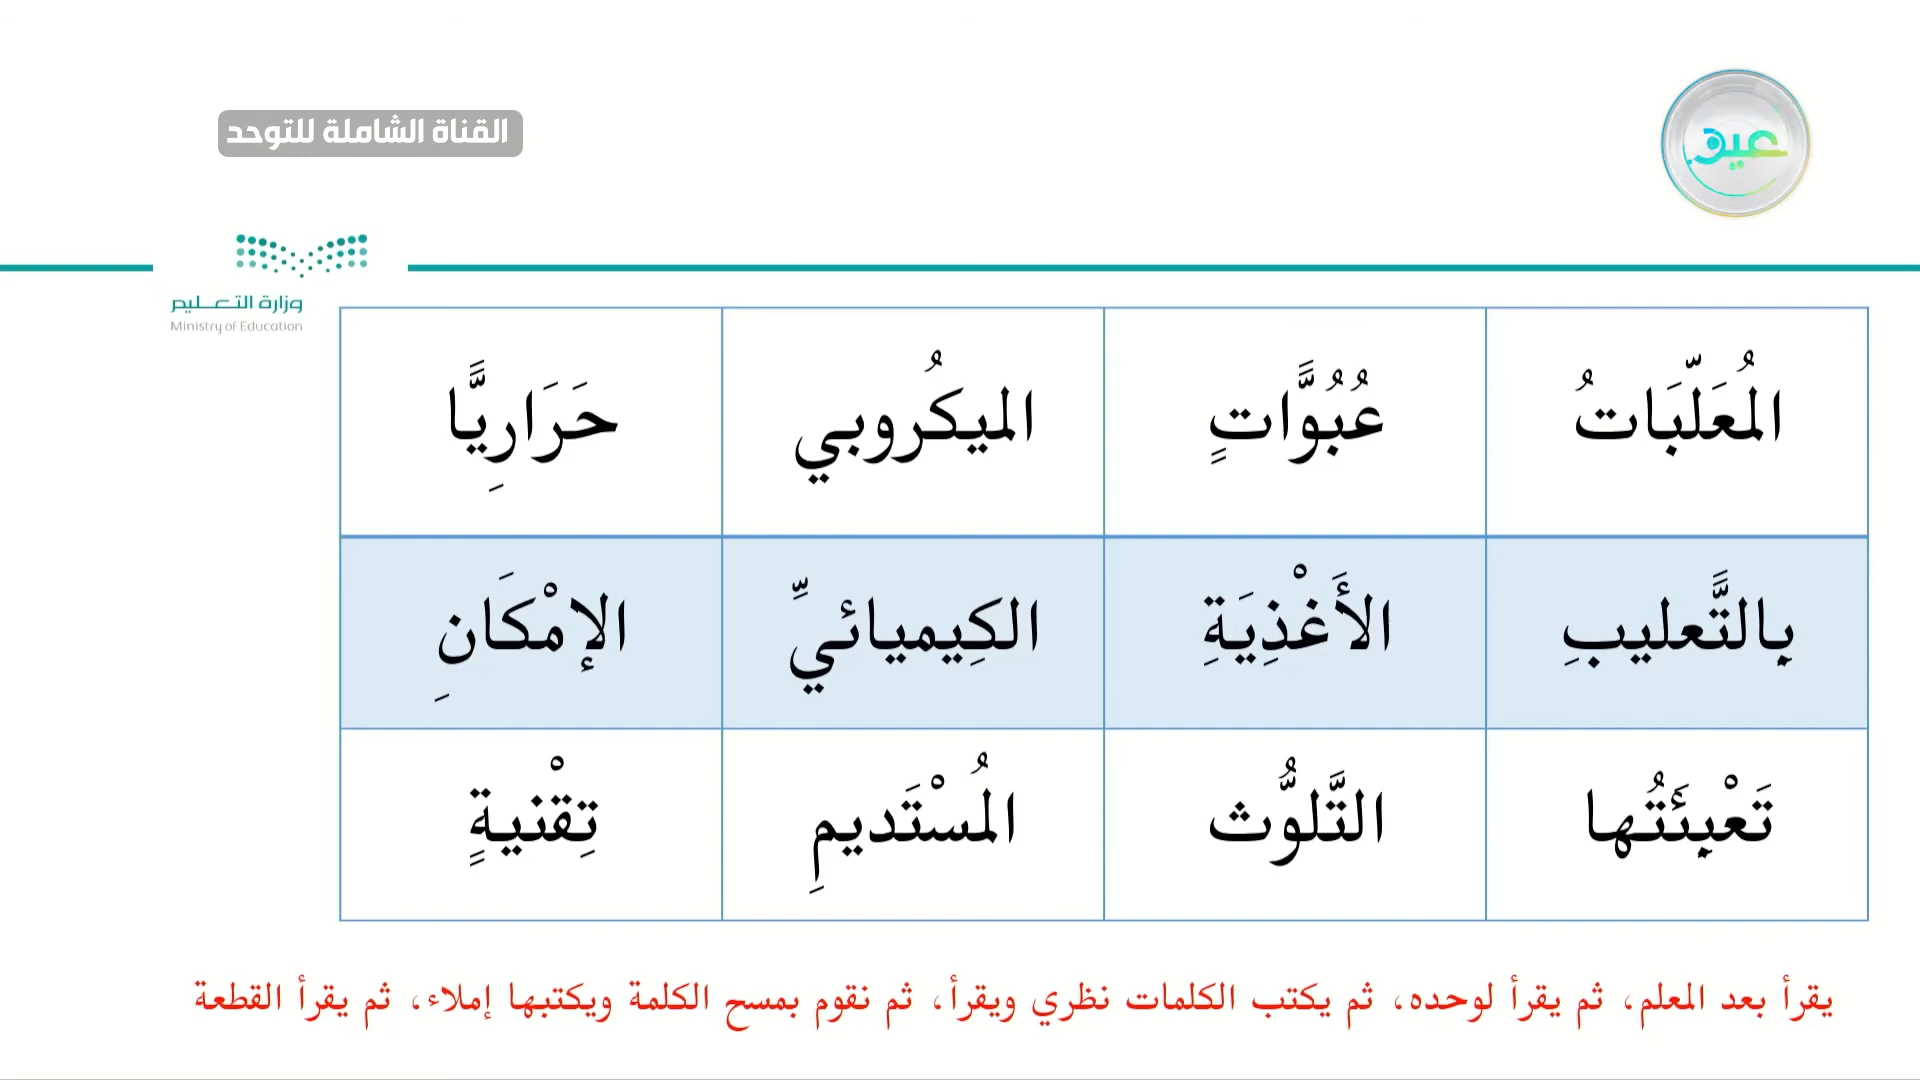 القناة الشاملة للتوحد
عين
وزارة التعليم
Ministry of Education
المُعَلَّبَاتُ عُبُوَّاتٍ الميكُروبي حَرَارِيًّا
بِالتَّعليبِ الأَغْذِيَةِ الكِيميائيِّ الإمْكَانِ
تَعْبِئَتُها التَّلوُّث المُسْتَديمِ تِقْنيةٍ
يقرأ بعد المعلم، ثم يقرأ لوحده، ثم يكتب الكلمات نظري ويقرأ، ثم نقوم بمسح الكلمة ويكتبها إملاء، ثم يقرأ القطعة